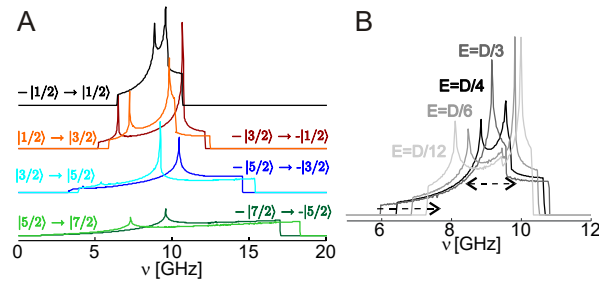 A
−|1/2⟩→|1/2⟩
|1/2⟩→|3/2⟩
−|3/2⟩→-|1/2⟩
|3/2⟩→|5/2⟩
−|5/2⟩→-|3/2⟩
|5/2⟩→|7/2⟩
−|7/2⟩→-|5/2⟩
0 5 10 15 20
ν [GHz]
B
E=D/3
E=D/4
E=D/6
E=D/12
6 8 10 12
ν [GHz]